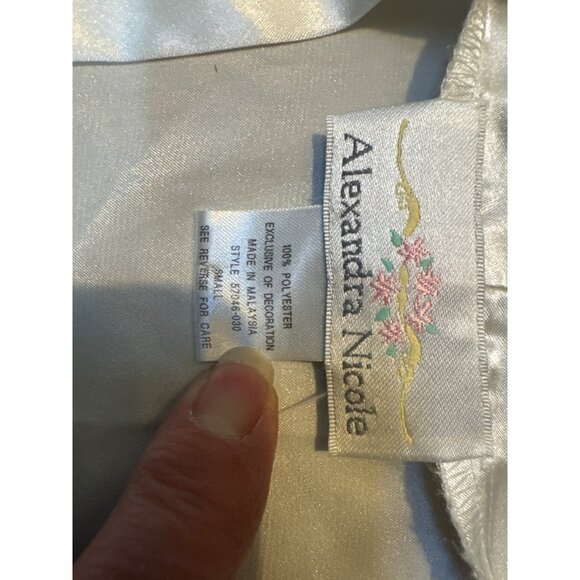 Alexandra Nicole
100% POLYESTER
EXCLUSIVE OF DECORATION
MADE IN MALAYSIA
STYLE 57046-000
SMALL
SEE REVERSE FOR CARE